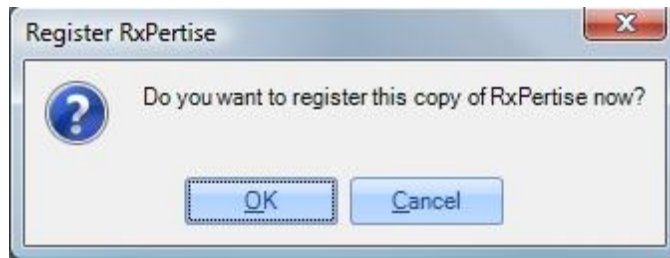 Register RxPertise
Do you want to register this copy of RxPertise now?
OK Cancel